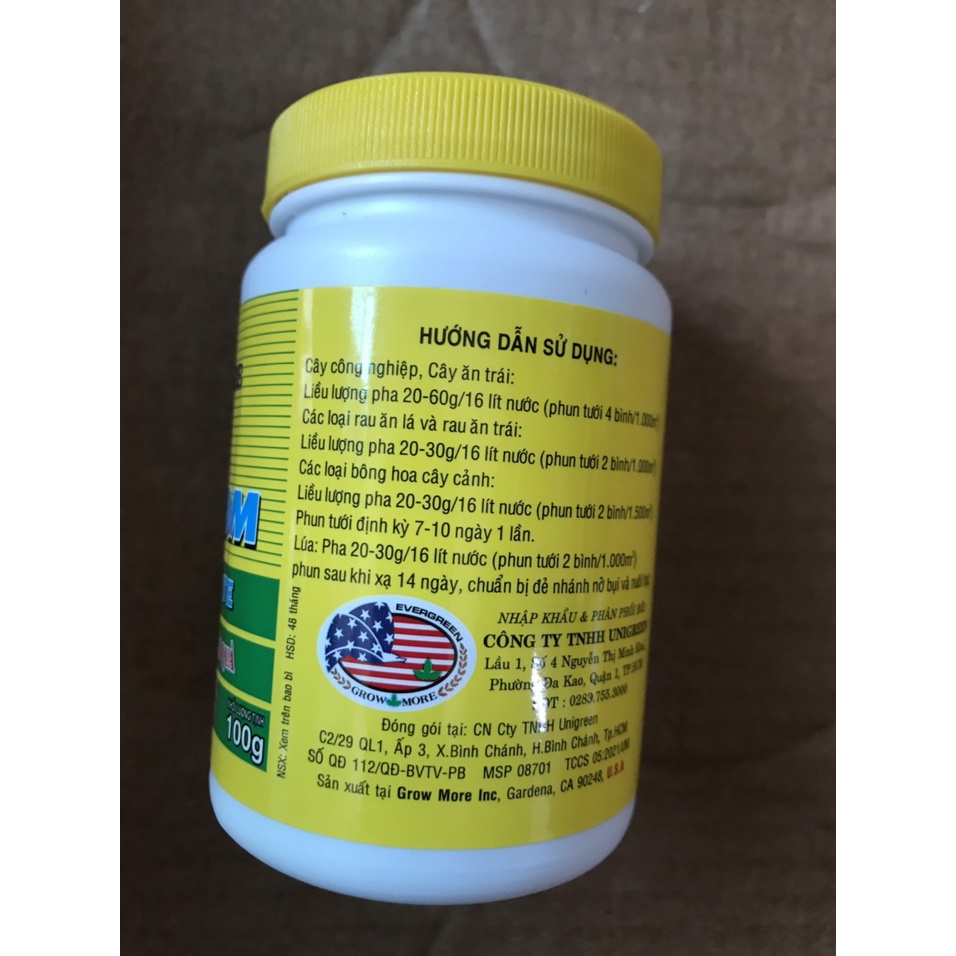 HƯỚNG DẪN SỬ DỤNG:
Cây công nghiệp, Cây ăn trái:
Liều lượng pha 20-60g/16 lít nước (phun tưới 4 bình/1.000m²)
Các loại rau ăn lá và rau ăn trái:
Liều lượng pha 20-30g/16 lít nước (phun tưới 2 bình/1.000m²)
Các loại bông hoa cây cảnh:
Liều lượng pha 20-30g/16 lít nước (phun tưới 2 bình/1.500m²)
Phun tưới định kỳ 7-10 ngày 1 lần.
Lúa: Pha 20-30g/16 lít nước (phun tưới 2 bình/1.000m²)
phun sau khi xạ 14 ngày, chuẩn bị đẻ nhánh nở bụi và nuôi
EVERGREEN
GROW MORE
NHẬP KHẨU & PHÂN PHỐI BỞI:
CÔNG TY TNHH UNIGREEN
Lầu 1, Số 4 Nguyễn Thị Minh Khai,
Phường Đa Kao, Quận 1, TP.HCM
ĐT : 0289.755.3000
Đóng gói tại: CN Cty TNHH Unigreen
C2/29 QL1, Ấp 3, X.Bình Chánh, H.Bình Chánh, Tp.HCM
SỐ QĐ 112/QĐ-BVTV-PB MSP 08701 TCCS 05:2021/UNI
Sản xuất tại Grow More Inc, Gardena, CA 90248, U.S.A
NSX: Xem trên bao bì HSD: 48 tháng
KHỐI LƯỢNG TỊNH
100g